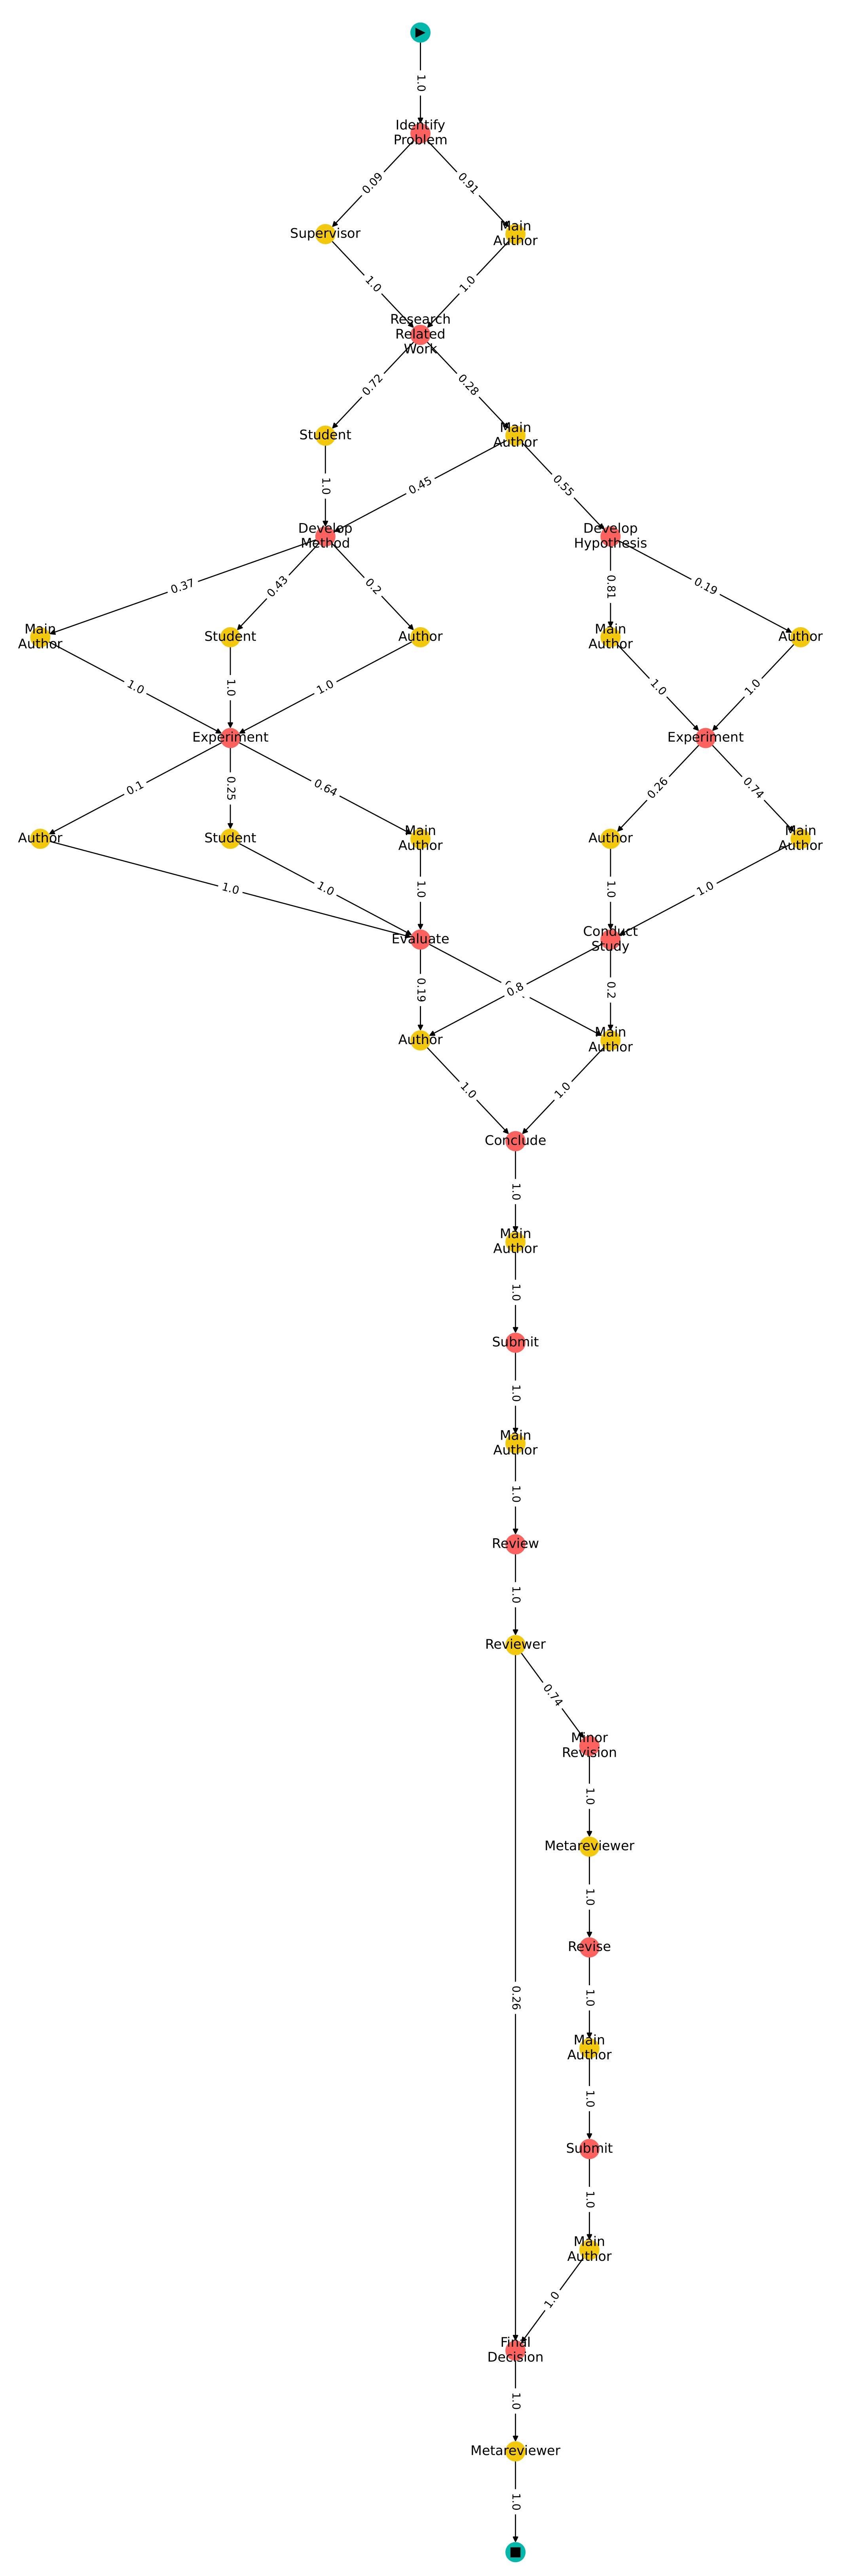 1.0
Identify
Problem
0.09
0.91
Supervisor
Main
Author
1.0
1.0
Research
Related
Work
0.72
0.28
Student
Main
Author
1.0
0.45
0.55
Develop
Method
Develop
Hypothesis
0.37
0.43
0.2
0.81
0.19
Main
Author
Student
Author
Main
Author
Author
1.0
1.0
1.0
1.0
1.0
Experiment
Experiment
0.1
0.25
0.64
0.26
0.74
Author
Student
Main
Author
Author
Main
Author
1.0
1.0
1.0
1.0
1.0
Evaluate
Conduct
Study
0.19
0.8
0.2
Author
Main
Author
1.0
1.0
Conclude
1.0
Main
Author
1.0
Submit
1.0
Main
Author
1.0
Review
1.0
Reviewer
0.74
Minor
Revision
1.0
Metareviewer
1.0
Revise
0.26
1.0
Main
Author
1.0
Submit
1.0
Main
Author
1.0
Final
Decision
1.0
Metareviewer
1.0